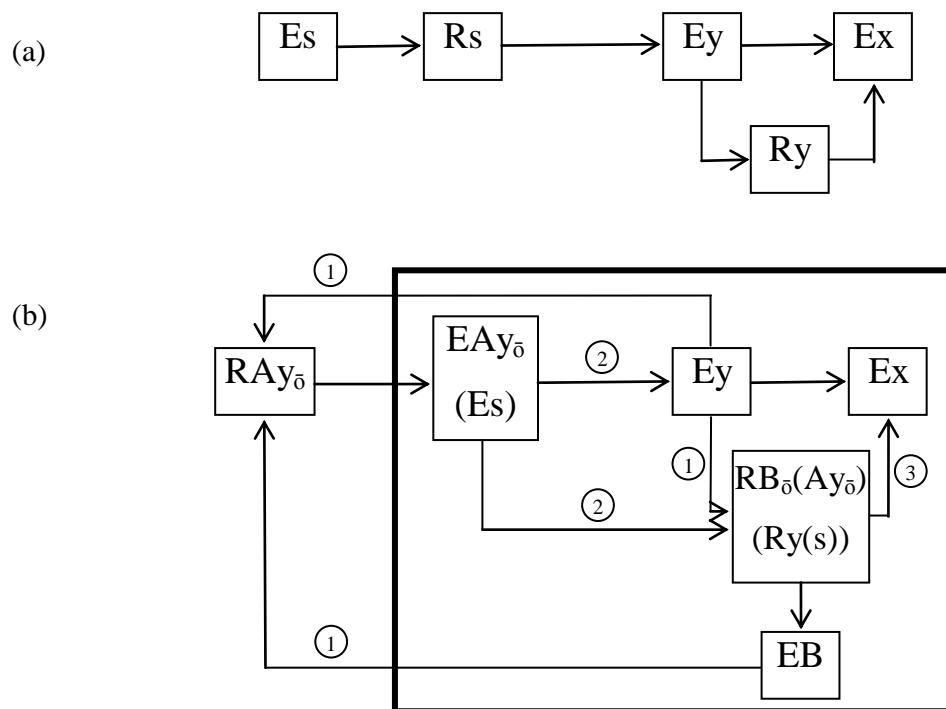 (a)
Es
Rs
Ey
Ex
Ry
(b)
①
RAyō
EAyō
(Es)
②
Ey
Ex
①
②
RBō(Ayō)
(Ry(s))
③
①
EB